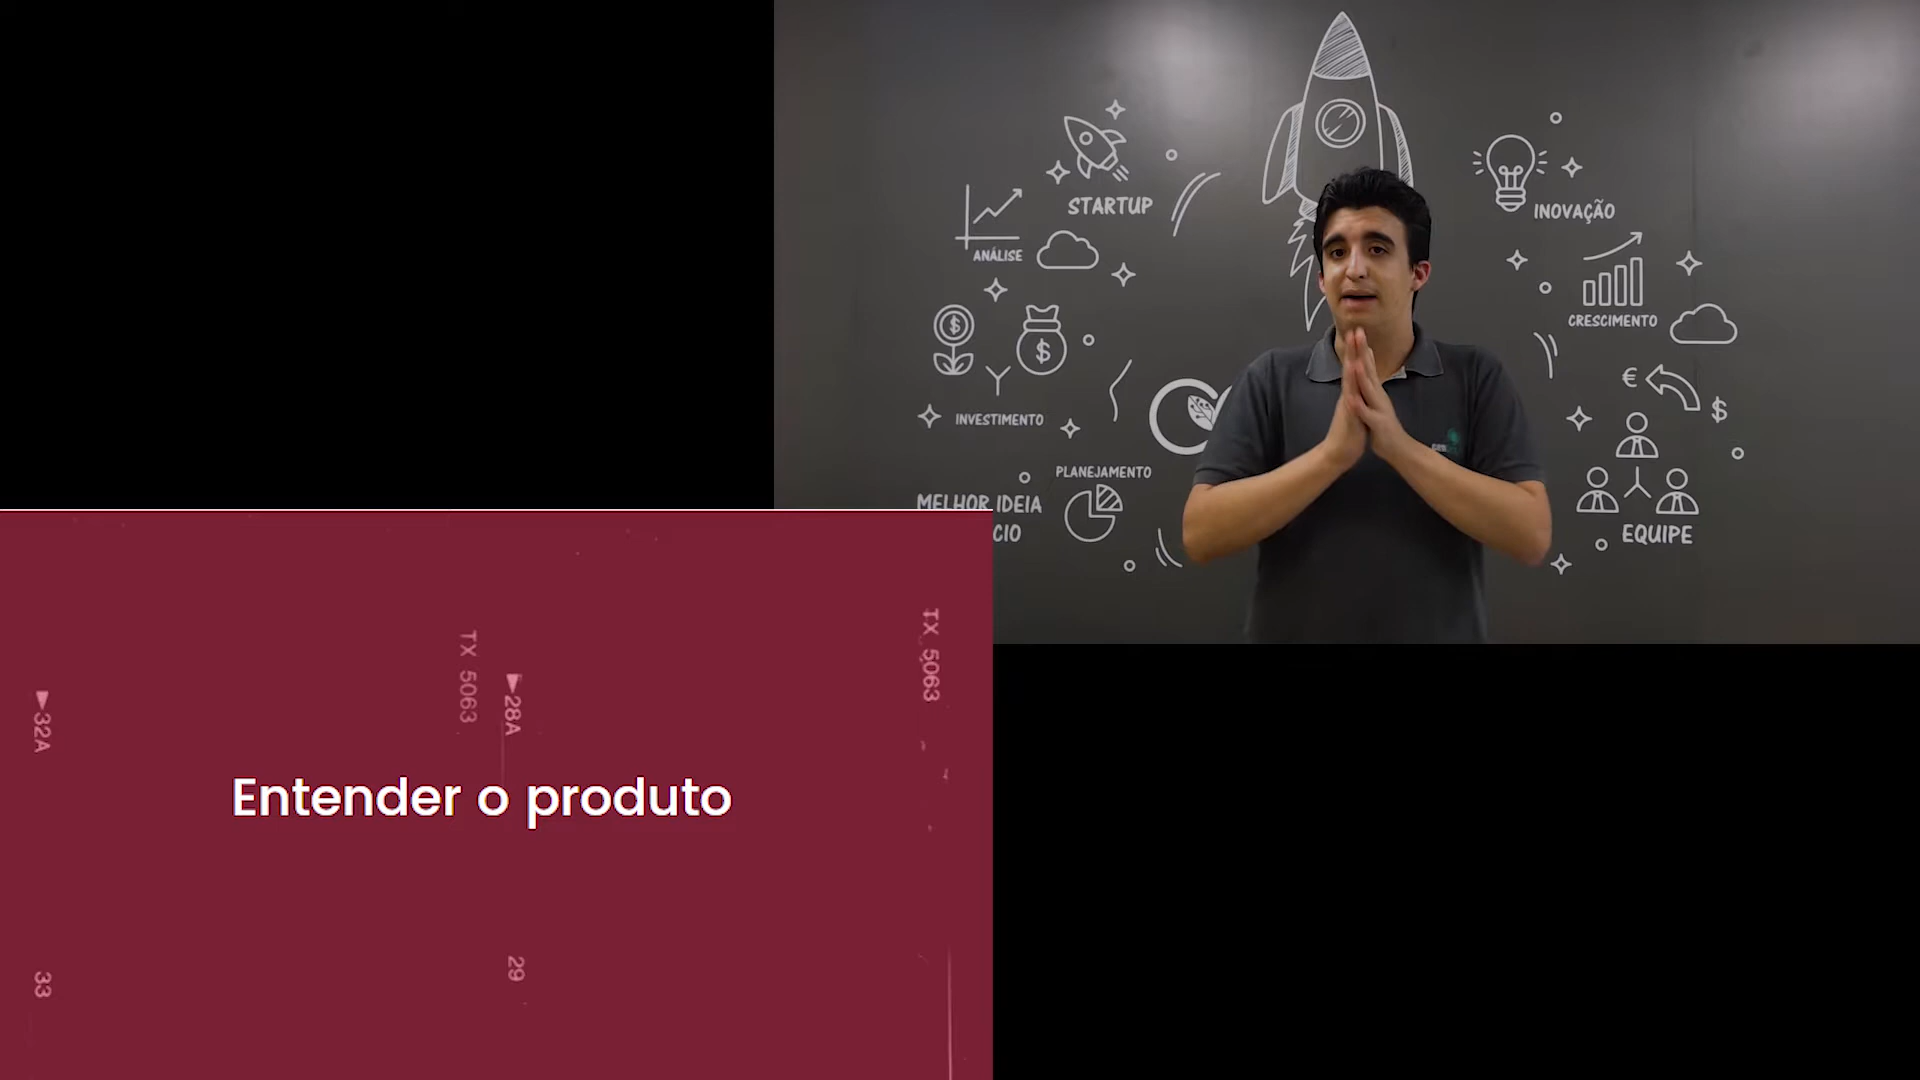 STARTUP
INOVAÇÃO
ANÁLISE
CRESCIMENTO
INVESTIMENTO
PLANEJAMENTO
MELHOR IDEIA
CIO
EQUIPE
TX 5063
TX 5063
28A
32A
Entender o produto
29
33